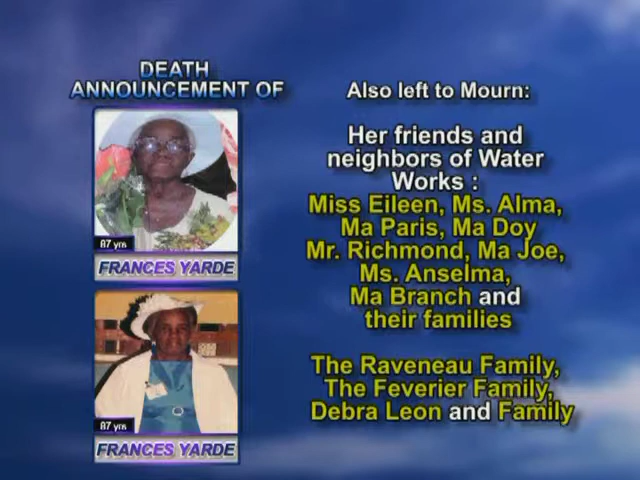 DEATH
ANNOUNCEMENT OF
87 yrs
FRANCES YARDE
87 yrs
FRANCES YARDE
Also left to Mourn:
Her friends and
neighbors of Water
Works :
Miss Eileen, Ms. Alma,
Ma Paris, Ma Doy
Mr. Richmond, Ma Joe,
Ms. Anselma,
Ma Branch and
their families
The Raveneau Family,
The Feverier Family,
Debra Leon and Family